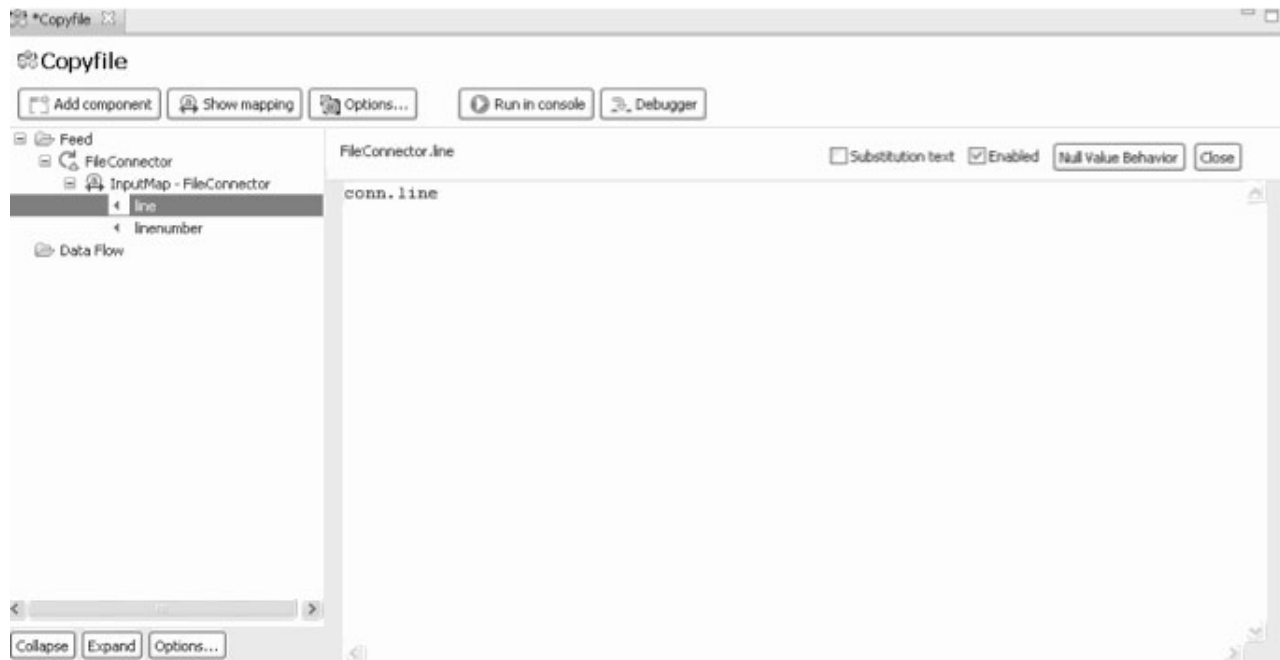 *Copyfile
Copyfile
Add component Show mapping Options... Run in console Debugger
Feed
FileConnector
InputMap - FileConnector
line
linenumber
Data Flow
FileConnector.line Substitution text Enabled Null Value Behavior Close
conn.line
Collapse Expand Options...